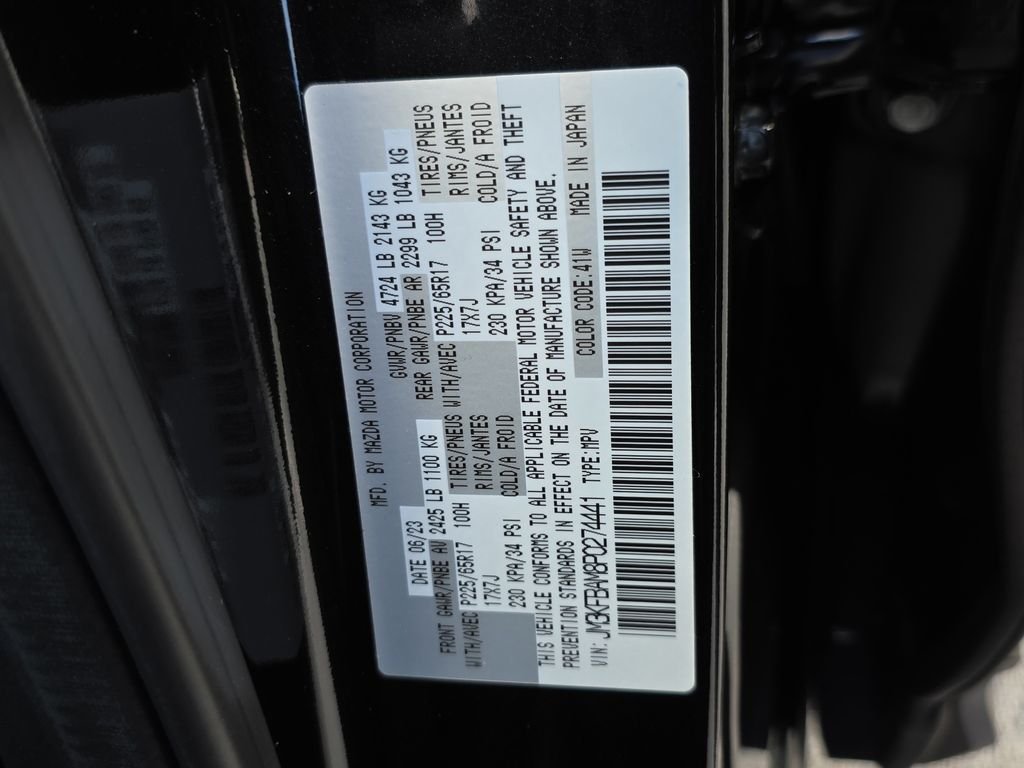 MFD. BY MAZDA MOTOR CORPORATION
DATE 06/23 GVWR/PNBV 4724 LB 2143 KG
FRONT GAWR/PNBE AV 2425 LB 1100 KG REAR GAWR/PNBE AR 2299 LB 1043 KG
WITH/AVEC P225/65R17 100H TIRES/PNEUS WITH/AVEC P225/65R17 100H TIRES/PNEUS
17X7J RIMS/JANTES 17X7J RIMS/JANTES
230 KPA/34 PSI COLD/A FROID 230 KPA/34 PSI COLD/A FROID
THIS VEHICLE CONFORMS TO ALL APPLICABLE FEDERAL MOTOR VEHICLE SAFETY AND THEFT
PREVENTION STANDARDS IN EFFECT ON THE DATE OF MANUFACTURE SHOWN ABOVE.
VIN: JM3KFBAM8P0274441 TYPE:MPV COLOR CODE:41W MADE IN JAPAN